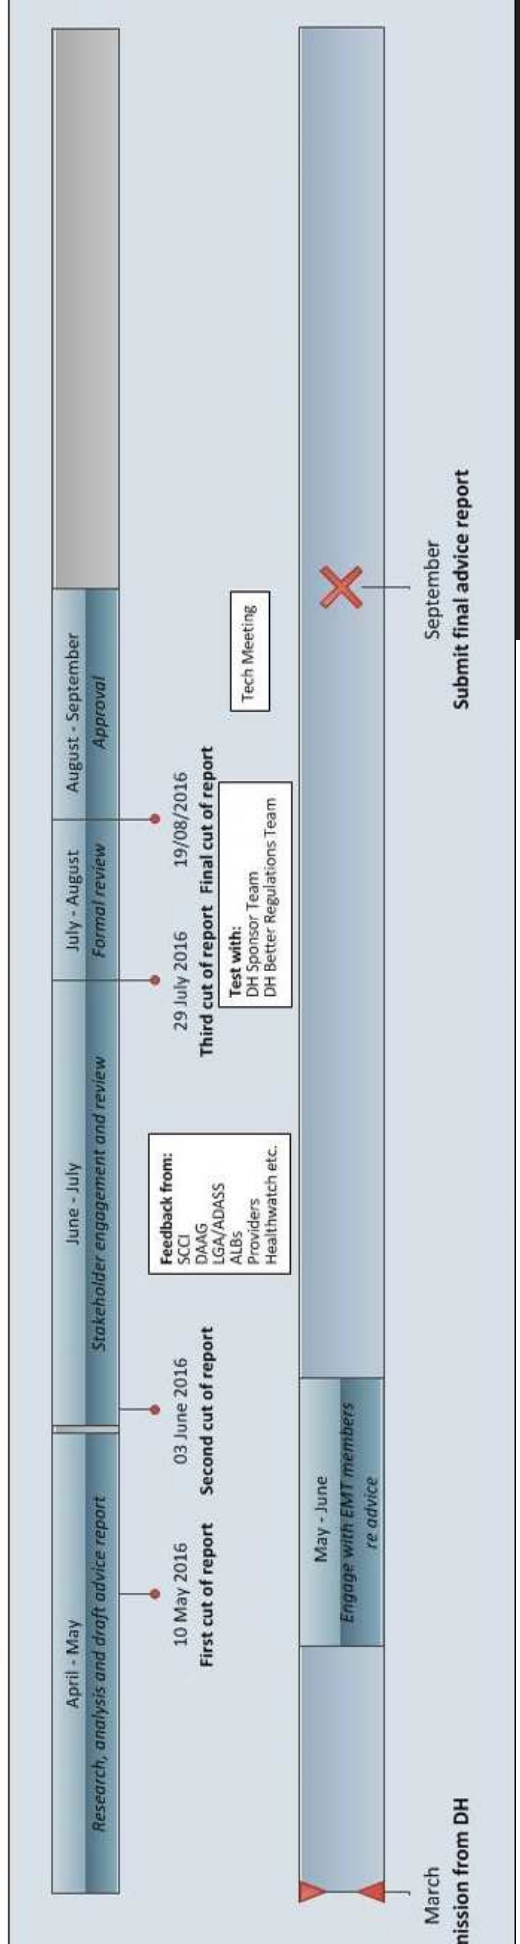 April - May
Research, analysis and draft advice report
June - July
Stakeholder engagement and review
July - August
Formal review
August - September
Approval
10 May 2016
First cut of report
03 June 2016
Second cut of report
Feedback from:
SCCI
DAAG
LGA/ADASS
ALBs
Providers
Healthwatch etc.
29 July 2016
Third cut of report
19/08/2016
Final cut of report
Test with:
DH Sponsor Team
DH Better Regulations Team
Tech Meeting
May - June
Engage with EMT members
re advice
March
mission from DH
September
Submit final advice report